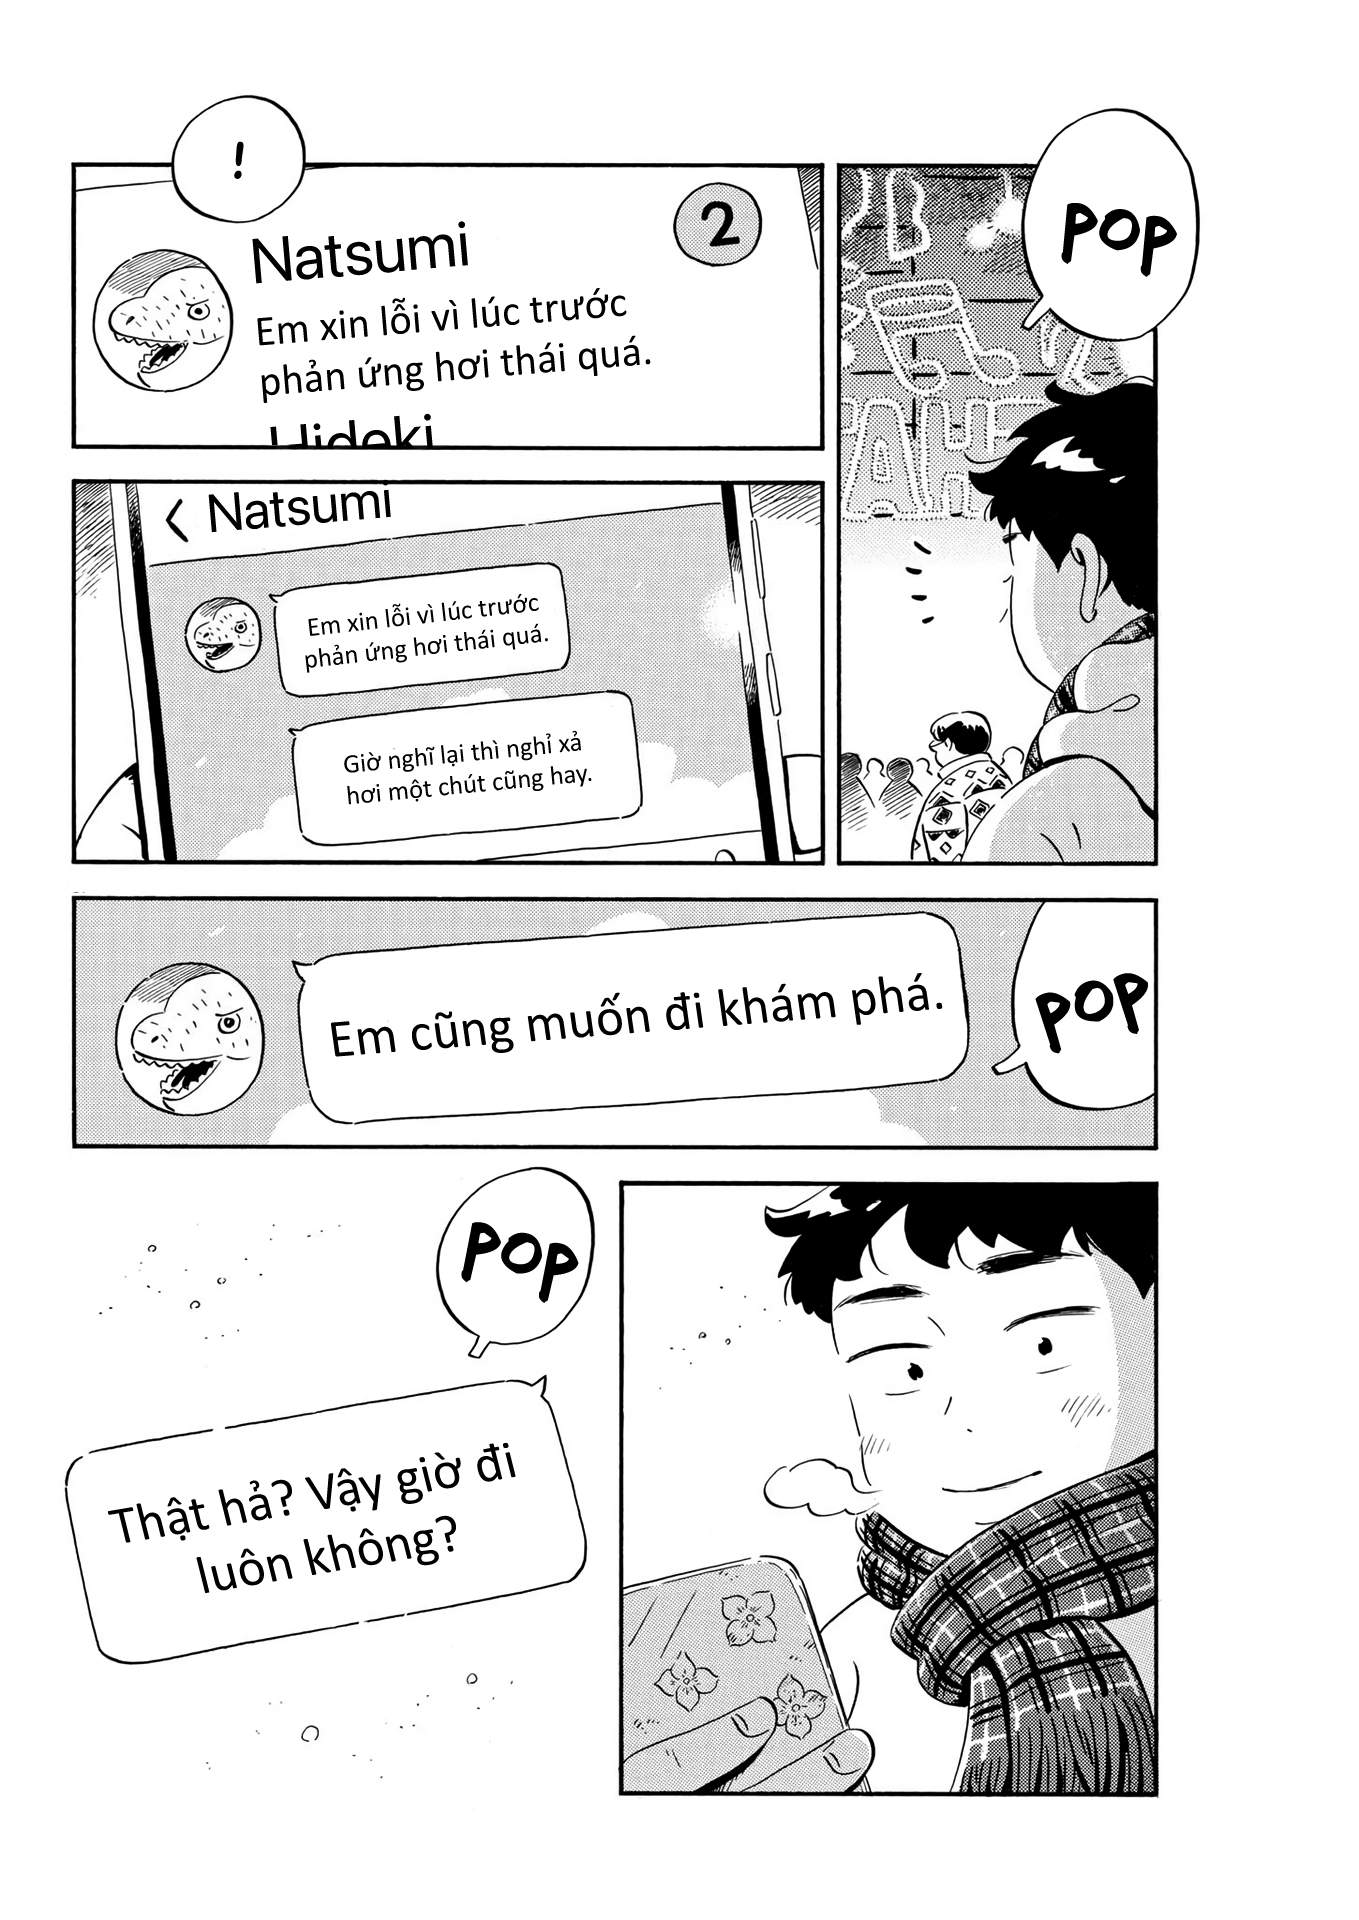 POP
!
Natsumi
2
Em xin lỗi vì lúc trước
phản ứng hơi thái quá.
Hideki
Natsumi
Em xin lỗi vì lúc trước
phản ứng hơi thái quá.
Giờ nghĩ lại thì nghỉ xả
hơi một chút cũng hay.
POP
Em cũng muốn đi khám phá.
POP
Thật hả? Vậy giờ đi
luôn không?